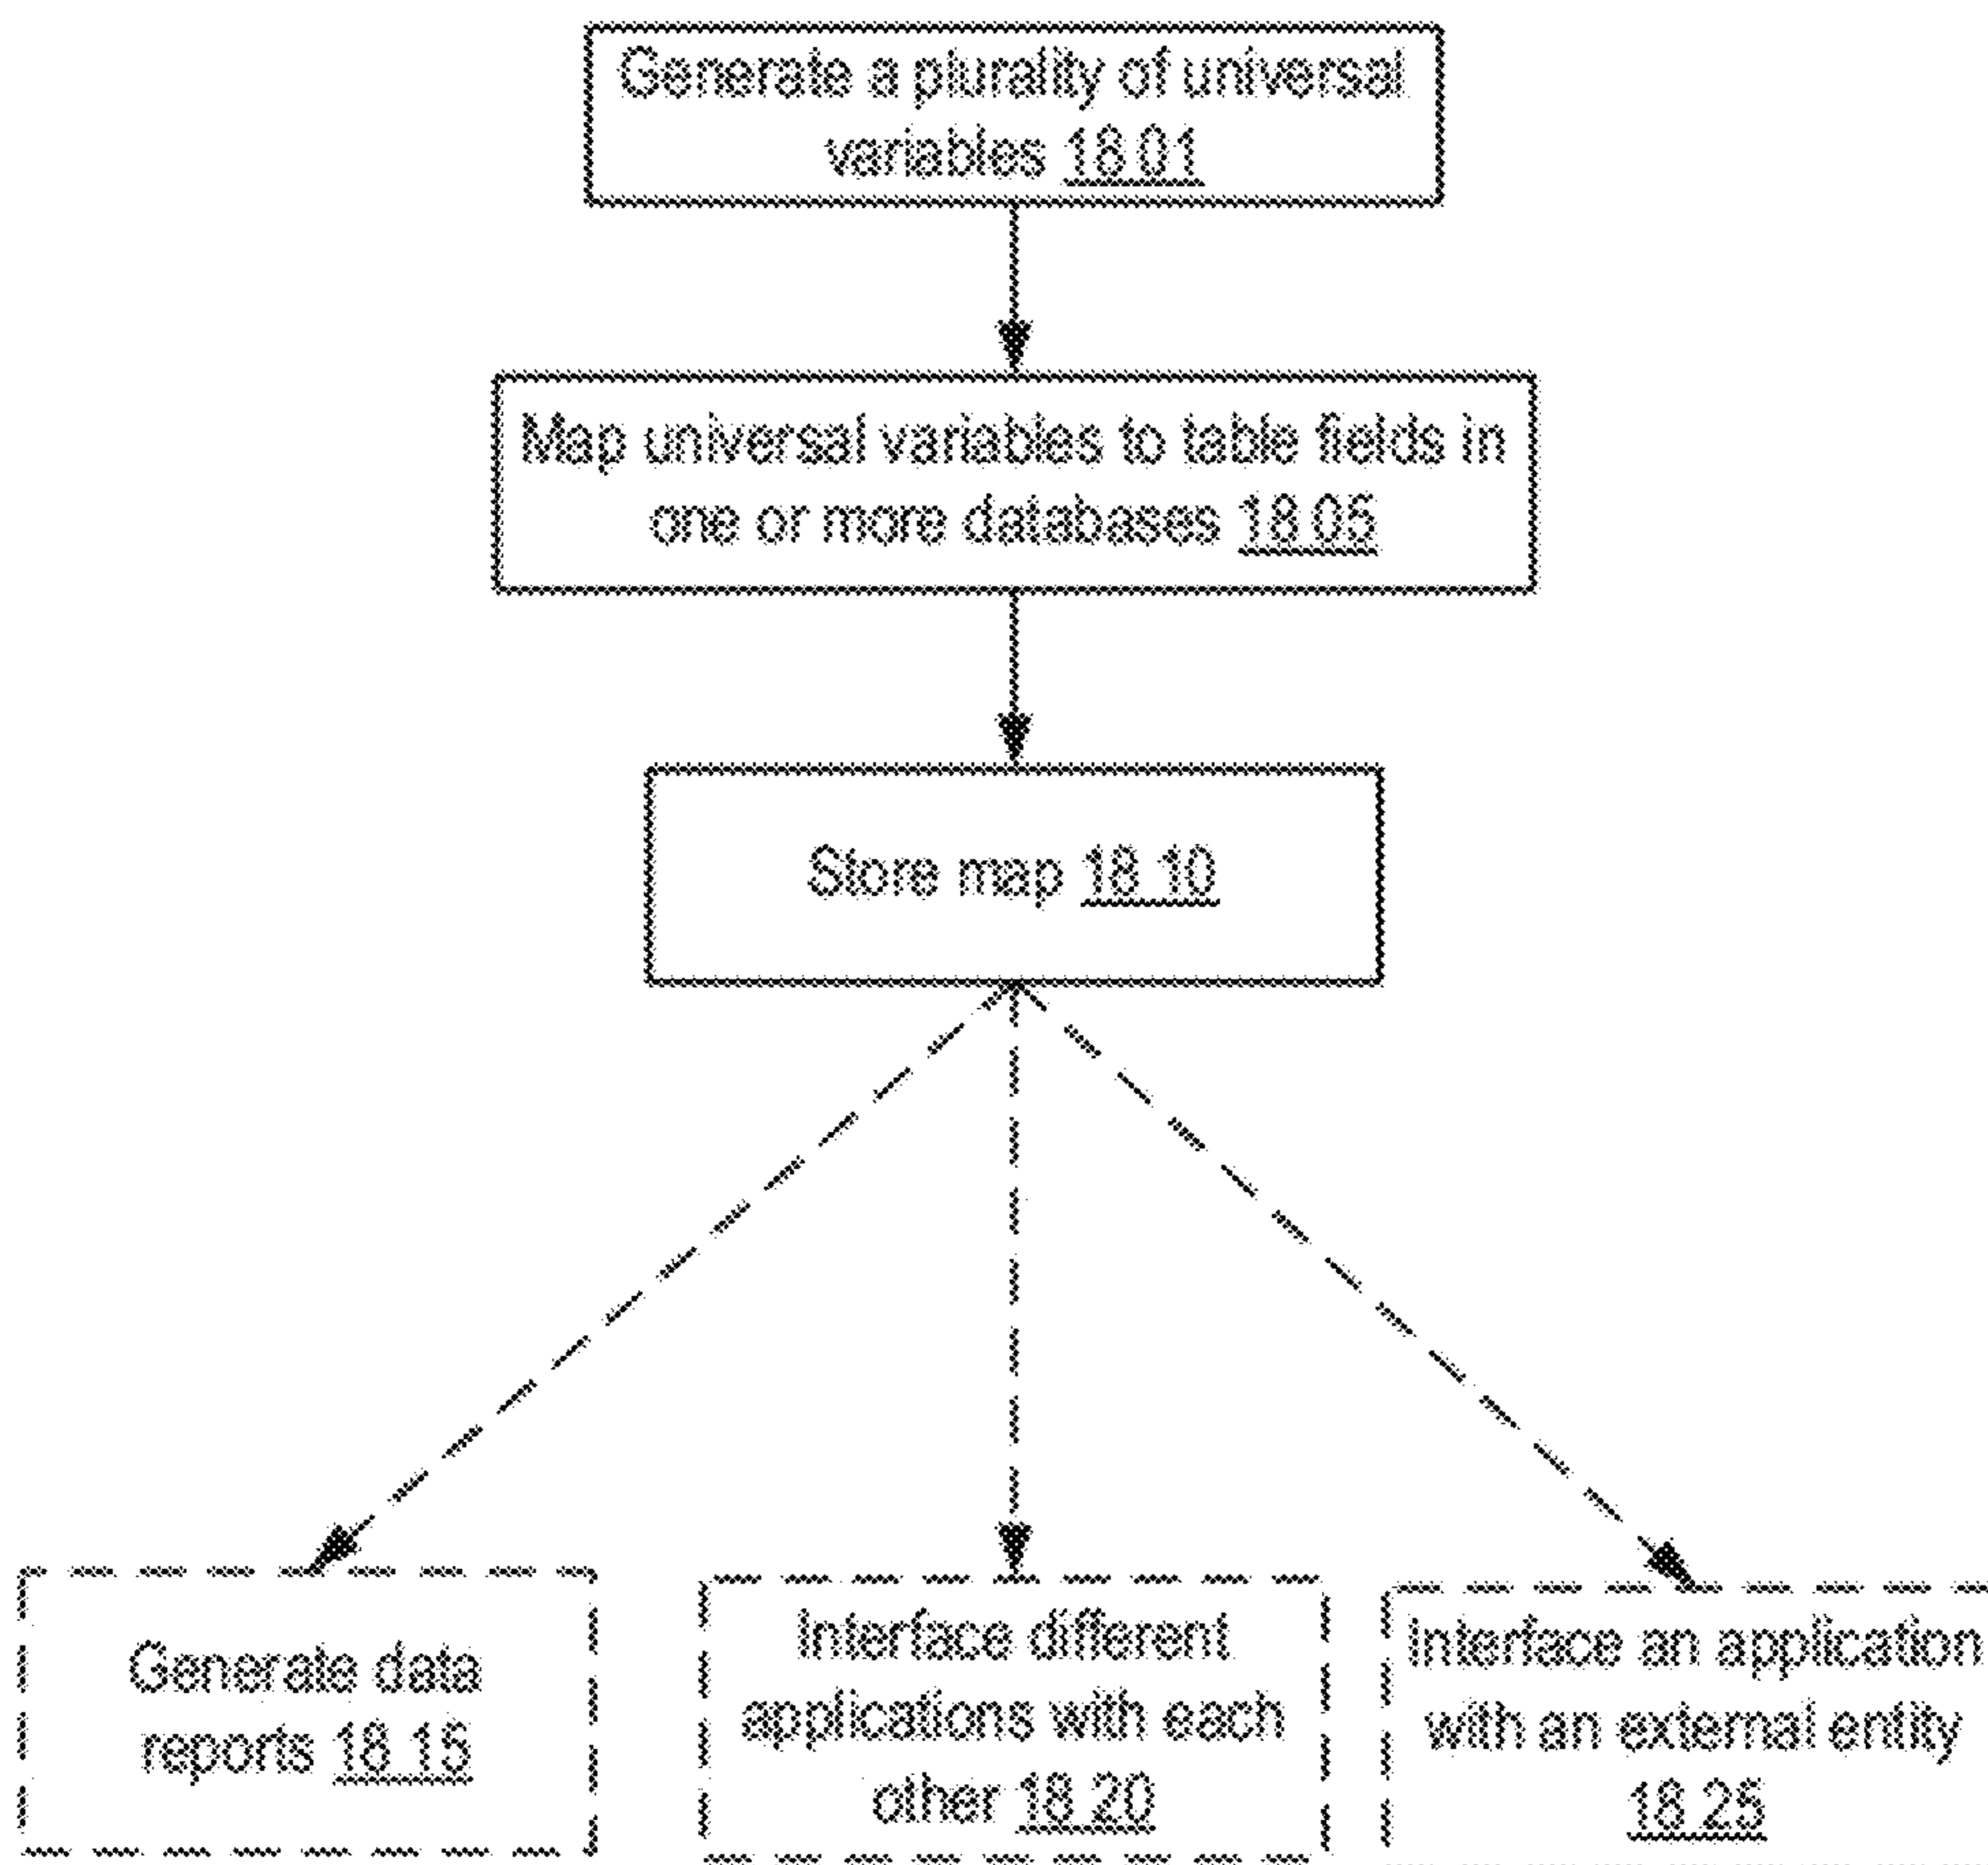 Generate a plurality of universal
variables 18.01
Map universal variables to table fields in
one or more databases 18.05
Store map 18.10
Generate data
reports 18.15
Interface different
applications with each
other 18.20
Interface an application
with an external entity
18.25